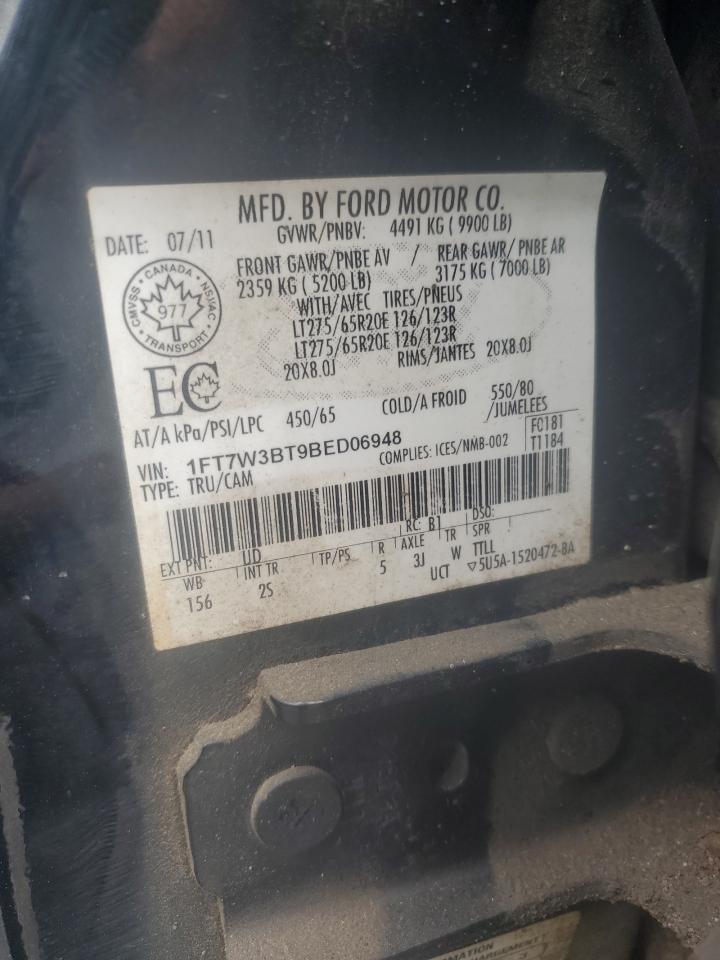 MFD. BY FORD MOTOR CO.
DATE: 07/11
GVWR/PNBV: 4491 KG ( 9900 LB)
FRONT GAWR/PNBE AV / REAR GAWR/ PNBE AR
2359 KG ( 5200 LB) 3175 KG ( 7000 LB)
WITH/AVEC TIRES/PNEUS
LT275/65R20E 126/123R
LT275/65R20E 126/123R
20X8.0J RIMS/JANTES 20X8.0J
CANADA
CMVSS NSVAC
977
TRANSPORT
EC
AT/A kPa/PSI/LPC 450/65 COLD/A FROID 550/80
/JUMELEES
VIN: 1FT7W3BT9BED06948
COMPLIES: ICES/NMB-002
FC181
T1184
TYPE: TRU/CAM
EXT PNT: UD RC: B1 DSO:
WB INT TR TP/PS R AXLE TR SPR
156 2S 5 3J W TTLL
UCT ▽5U5A-1520472-BA